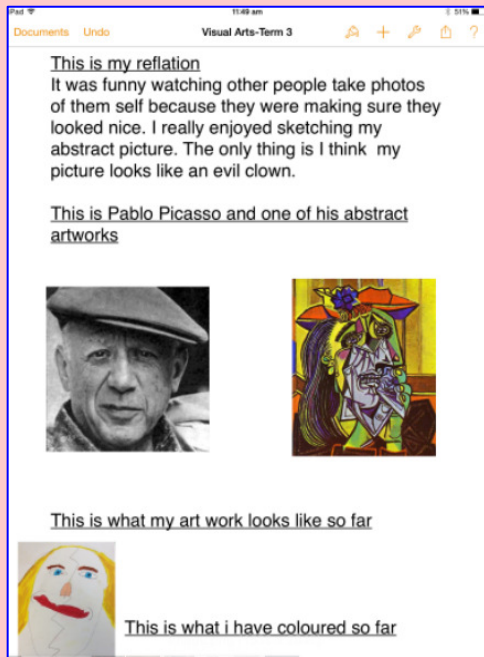 iPad 11:49 am 51%
Documents Undo Visual Arts-Term 3 ?
This is my reflation
It was funny watching other people take photos
of them self because they were making sure they
looked nice. I really enjoyed sketching my
abstract picture. The only thing is I think my
picture looks like an evil clown.
This is Pablo Picasso and one of his abstract
artworks
This is what my art work looks like so far
This is what i have coloured so far